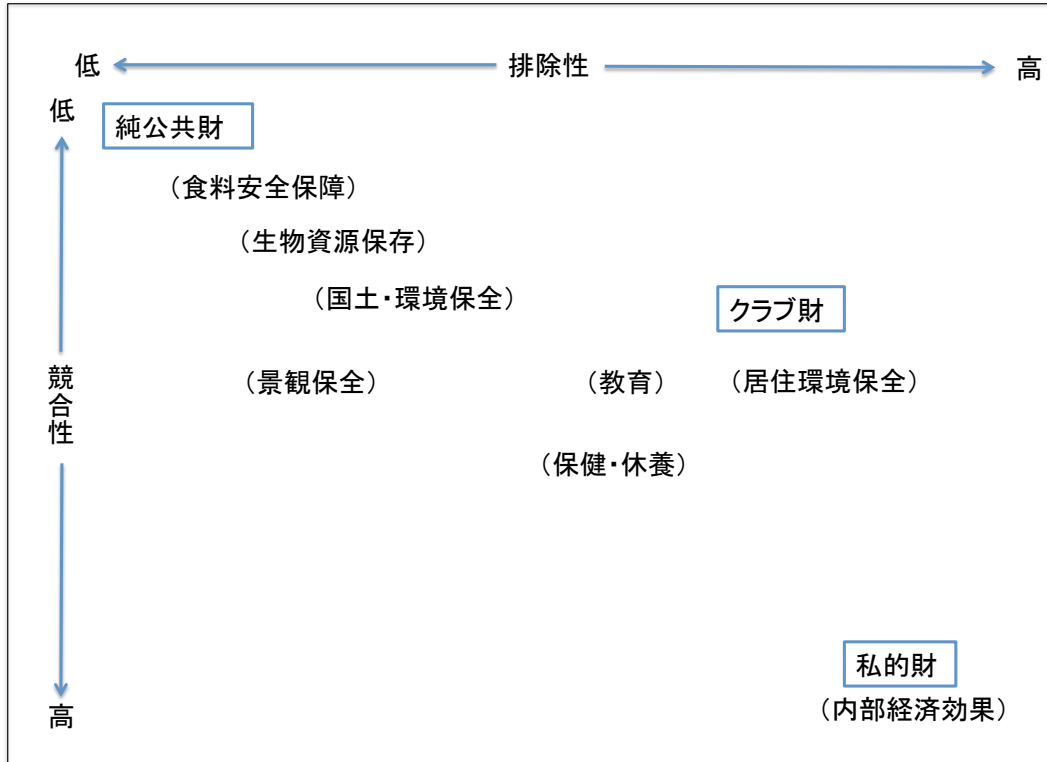 低 排除性 高
低
純公共財
（食料安全保障）
（生物資源保存）
（国土・環境保全）
クラブ財
競合性
（景観保全） （教育） （居住環境保全）
（保健・休養）
私的財
高
（内部経済効果）